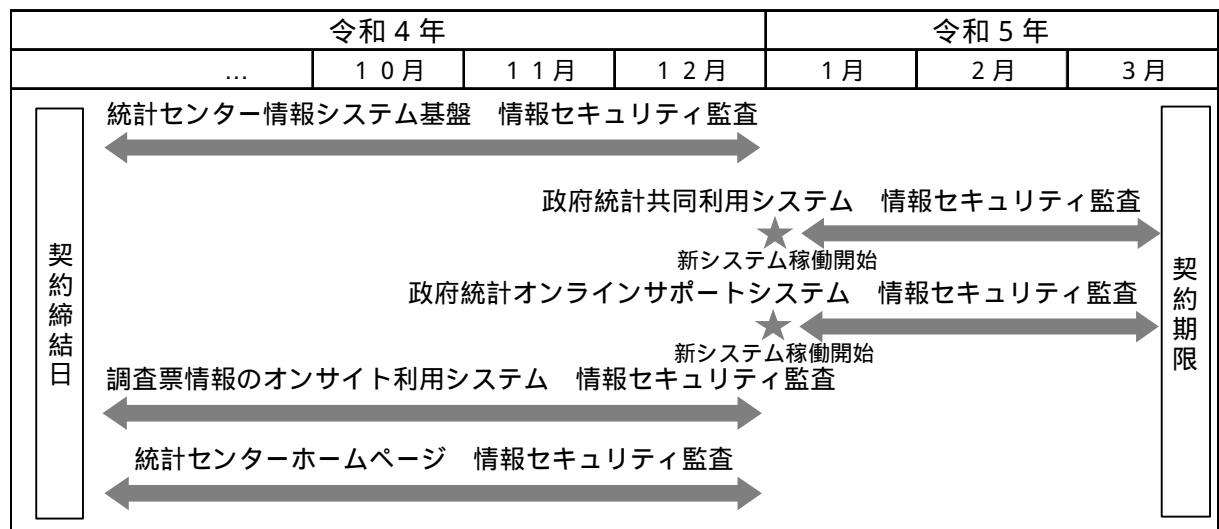 令和4年 令和5年
… 10月 11月 12月 1月 2月 3月
統計センター情報システム基盤 情報セキュリティ監査
政府統計共同利用システム 情報セキュリティ監査
新システム稼働開始
政府統計オンラインサポートシステム 情報セキュリティ監査
新システム稼働開始
調査票情報のオンサイト利用システム 情報セキュリティ監査
統計センターホームページ 情報セキュリティ監査
契約締結日
契約期限